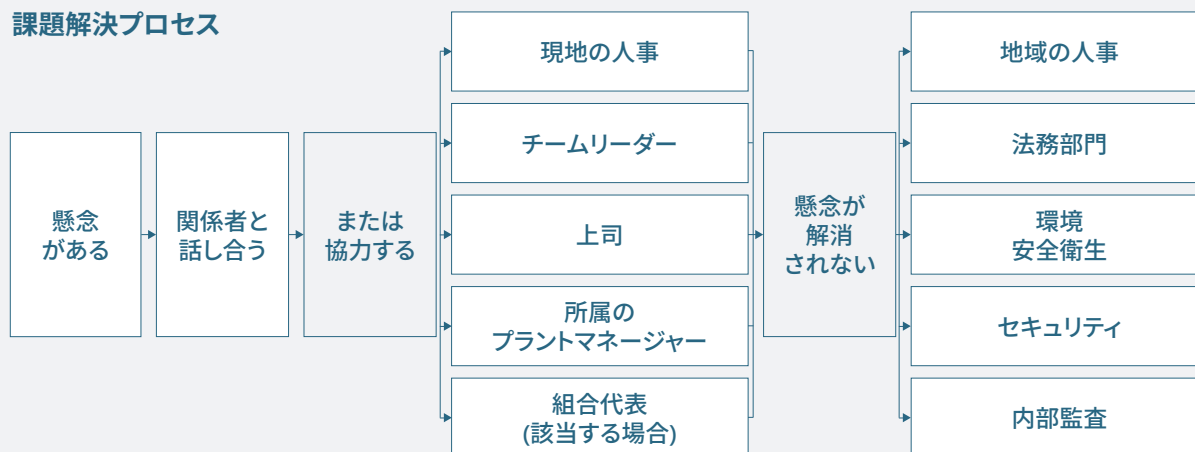 課題解決プロセス
懸念
がある
関係者と
話し合う
または
協力する
現地の人事
チームリーダー
上司
所属の
プラントマネージャー
組合代表
(該当する場合)
懸念が
解消
されない
地域の人事
法務部門
環境
安全衛生
セキュリティ
内部監査